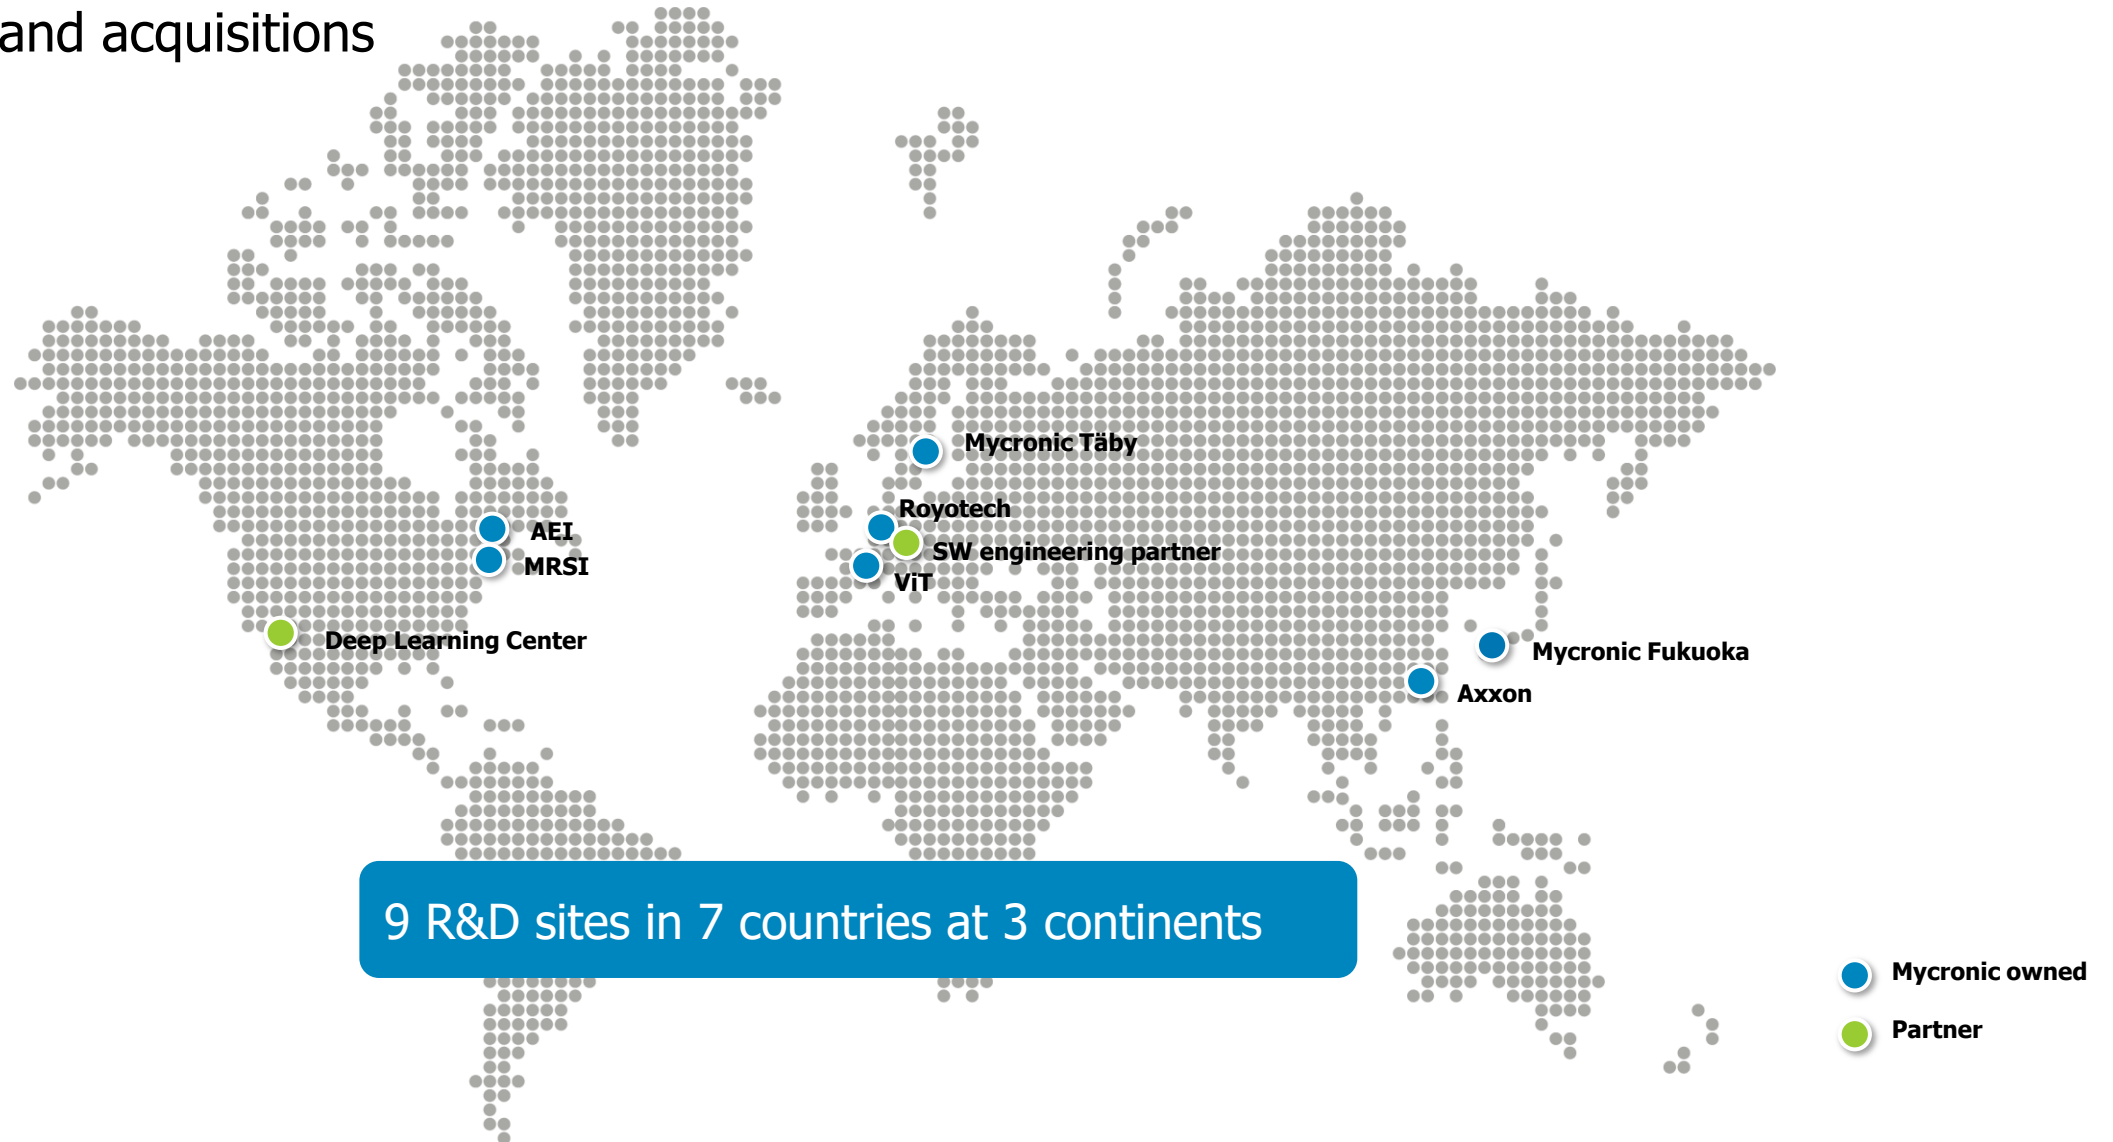 and acquisitions
Mycronic Täby
Royotech
AEI
SW engineering partner
MRSI
ViT
Deep Learning Center
Mycronic Fukuoka
Axxon
9 R&D sites in 7 countries at 3 continents
Mycronic owned
Partner